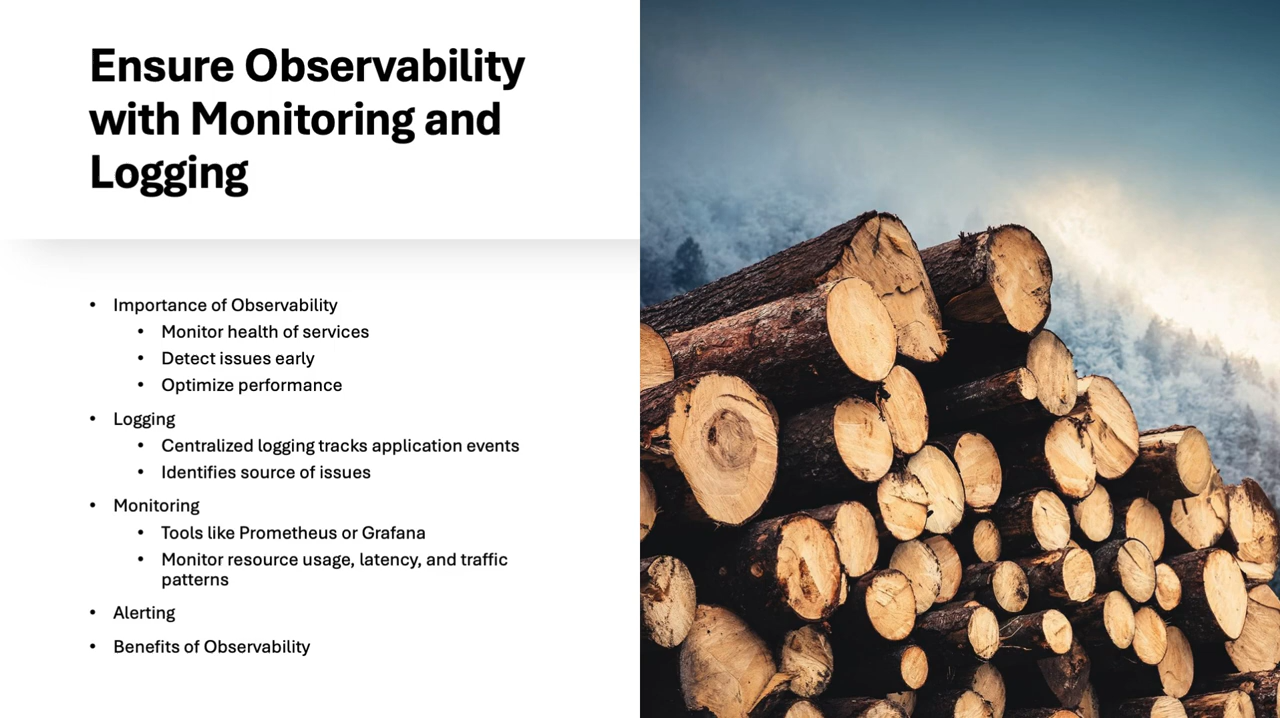 Ensure Observability
with Monitoring and
Logging
• Importance of Observability
• Monitor health of services
• Detect issues early
• Optimize performance
• Logging
• Centralized logging tracks application events
• Identifies source of issues
• Monitoring
• Tools like Prometheus or Grafana
• Monitor resource usage, latency, and traffic
patterns
• Alerting
• Benefits of Observability